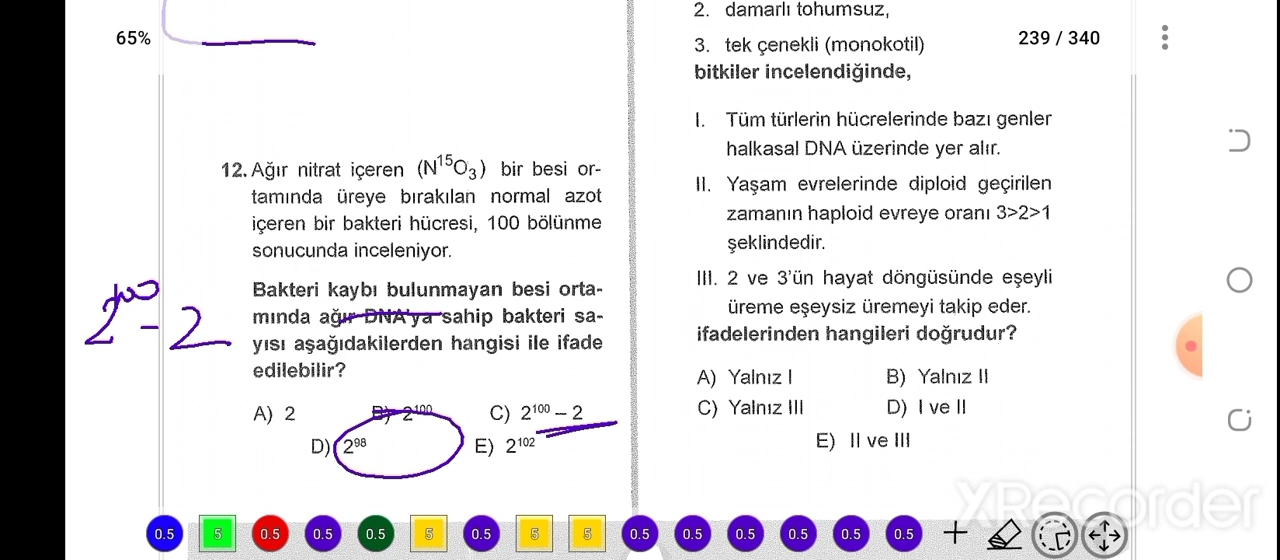 65%
12. Ağır nitrat içeren (N¹⁵O₃) bir besi or-
tamında üreye bırakılan normal azot
içeren bir bakteri hücresi, 100 bölünme
sonucunda inceleniyor.
Bakteri kaybı bulunmayan besi orta-
mında ağır DNA'ya sahip bakteri sa-
yısı aşağıdakilerden hangisi ile ifade
edilebilir?
A) 2 B) 2¹⁰⁰ C) 2¹⁰⁰ – 2
D) 2⁹⁸ E) 2¹⁰²
2¹⁰⁰ - 2
239 / 340
2. damarlı tohumsuz,
3. tek çenekli (monokotil)
bitkiler incelendiğinde,
I. Tüm türlerin hücrelerinde bazı genler
halkasal DNA üzerinde yer alır.
II. Yaşam evrelerinde diploid geçirilen
zamanın haploid evreye oranı 3>2>1
şeklindedir.
III. 2 ve 3'ün hayat döngüsünde eşeyli
üreme eşeysiz üremeyi takip eder.
ifadelerinden hangileri doğrudur?
A) Yalnız I B) Yalnız II
C) Yalnız III D) I ve II
E) II ve III
0.5 5 0.5 0.5 0.5 5 0.5 5 5 0.5 0.5 0.5 0.5 0.5 0.5
XRecorder